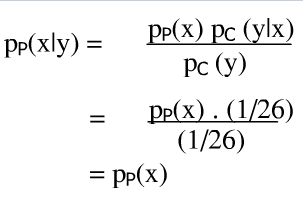 pP(x|y) = pP(x) pC (y|x)
pC (y)
= pP(x) . (1/26)
(1/26)
= pP(x)